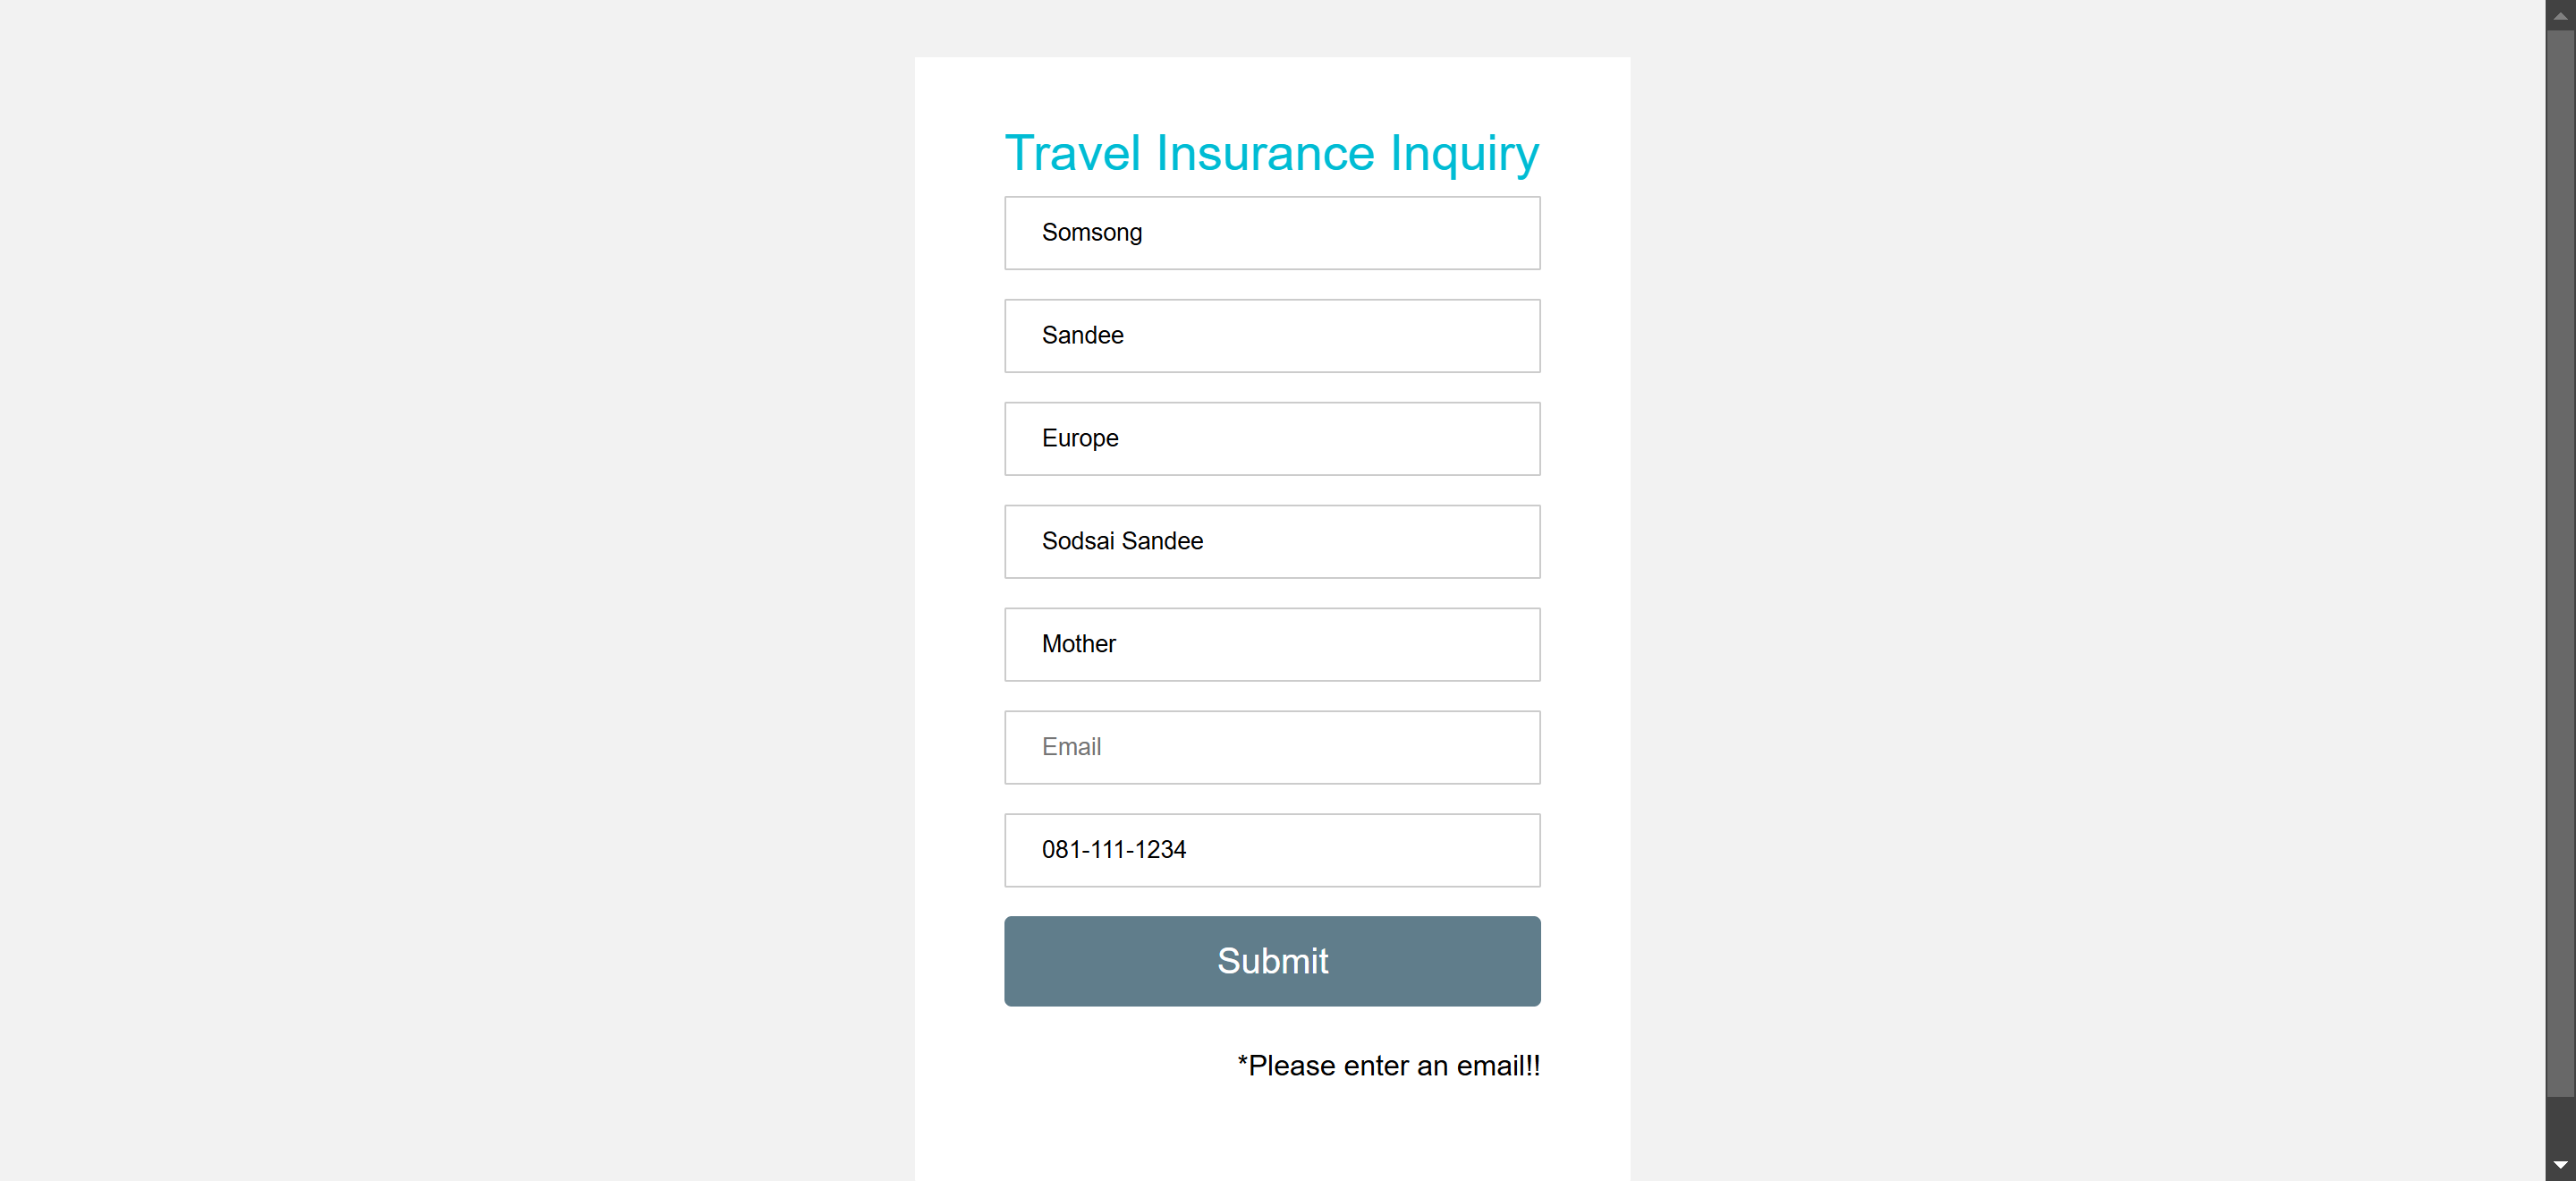 Travel Insurance Inquiry
Somsong
Sandee
Europe
Sodsai Sandee
Mother
Email
081-111-1234
Submit
*Please enter an email!!